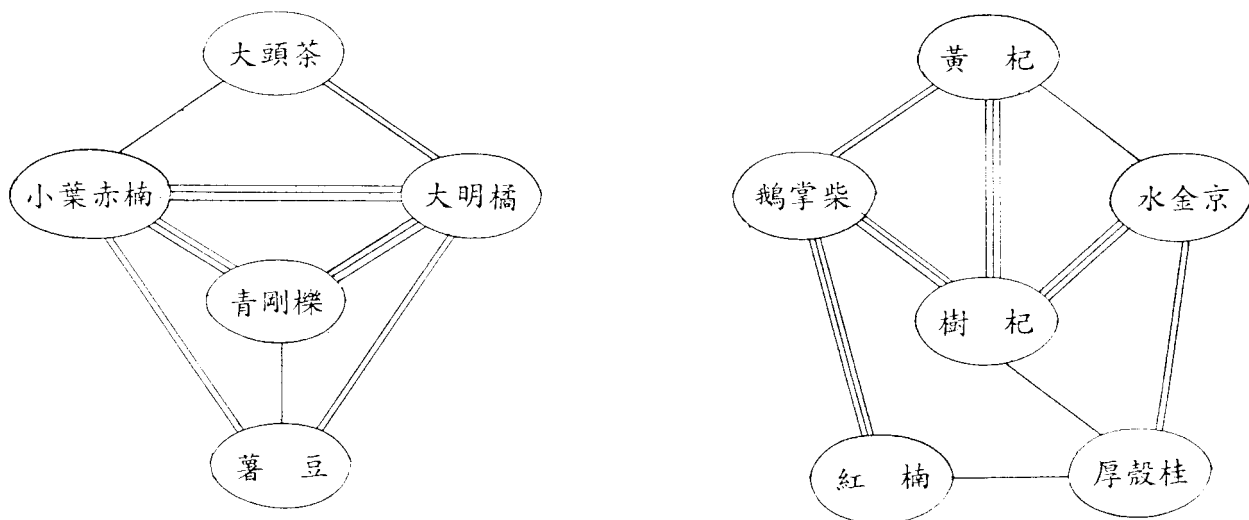 大頭茶
小葉赤楠
大明橘
青剛櫟
薯 豆
黃 杞
鵝掌柴
水金京
樹 杞
紅 楠
厚殼桂